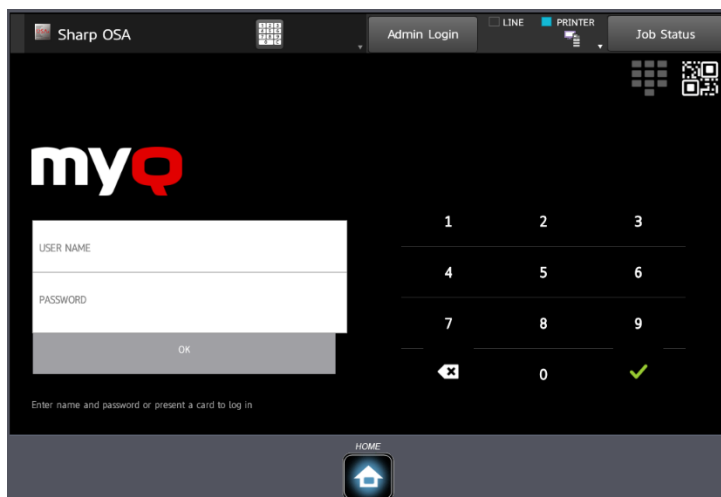 Sharp OSA
Admin Login
LINE
PRINTER
Job Status
myQ
USER NAME
PASSWORD
OK
Enter name and password or present a card to log in
1 2 3
4 5 6
7 8 9
0
HOME